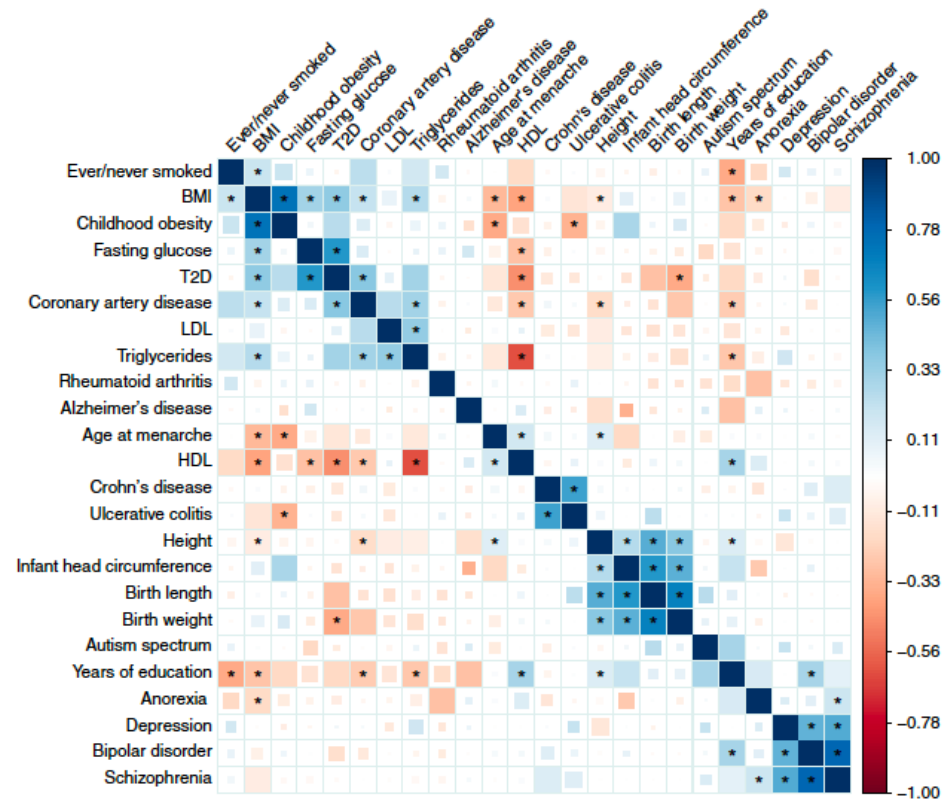 Ever/never smoked
BMI
Childhood obesity
Fasting glucose
T2D
Coronary artery disease
LDL
Triglycerides
Rheumatoid arthritis
Alzheimer's disease
Age at menarche
HDL
Crohn's disease
Ulcerative colitis
Height
Infant head circumference
Birth length
Birth weight
Autism spectrum
Years of education
Anorexia
Depression
Bipolar disorder
Schizophrenia
Ever/never smoked
BMI
Childhood obesity
Fasting glucose
T2D
Coronary artery disease
LDL
Triglycerides
Rheumatoid arthritis
Alzheimer's disease
Age at menarche
HDL
Crohn's disease
Ulcerative colitis
Height
Infant head circumference
Birth length
Birth weight
Autism spectrum
Years of education
Anorexia
Depression
Bipolar disorder
Schizophrenia
1.00
0.78
0.56
0.33
0.11
−0.11
−0.33
−0.56
−0.78
−1.00